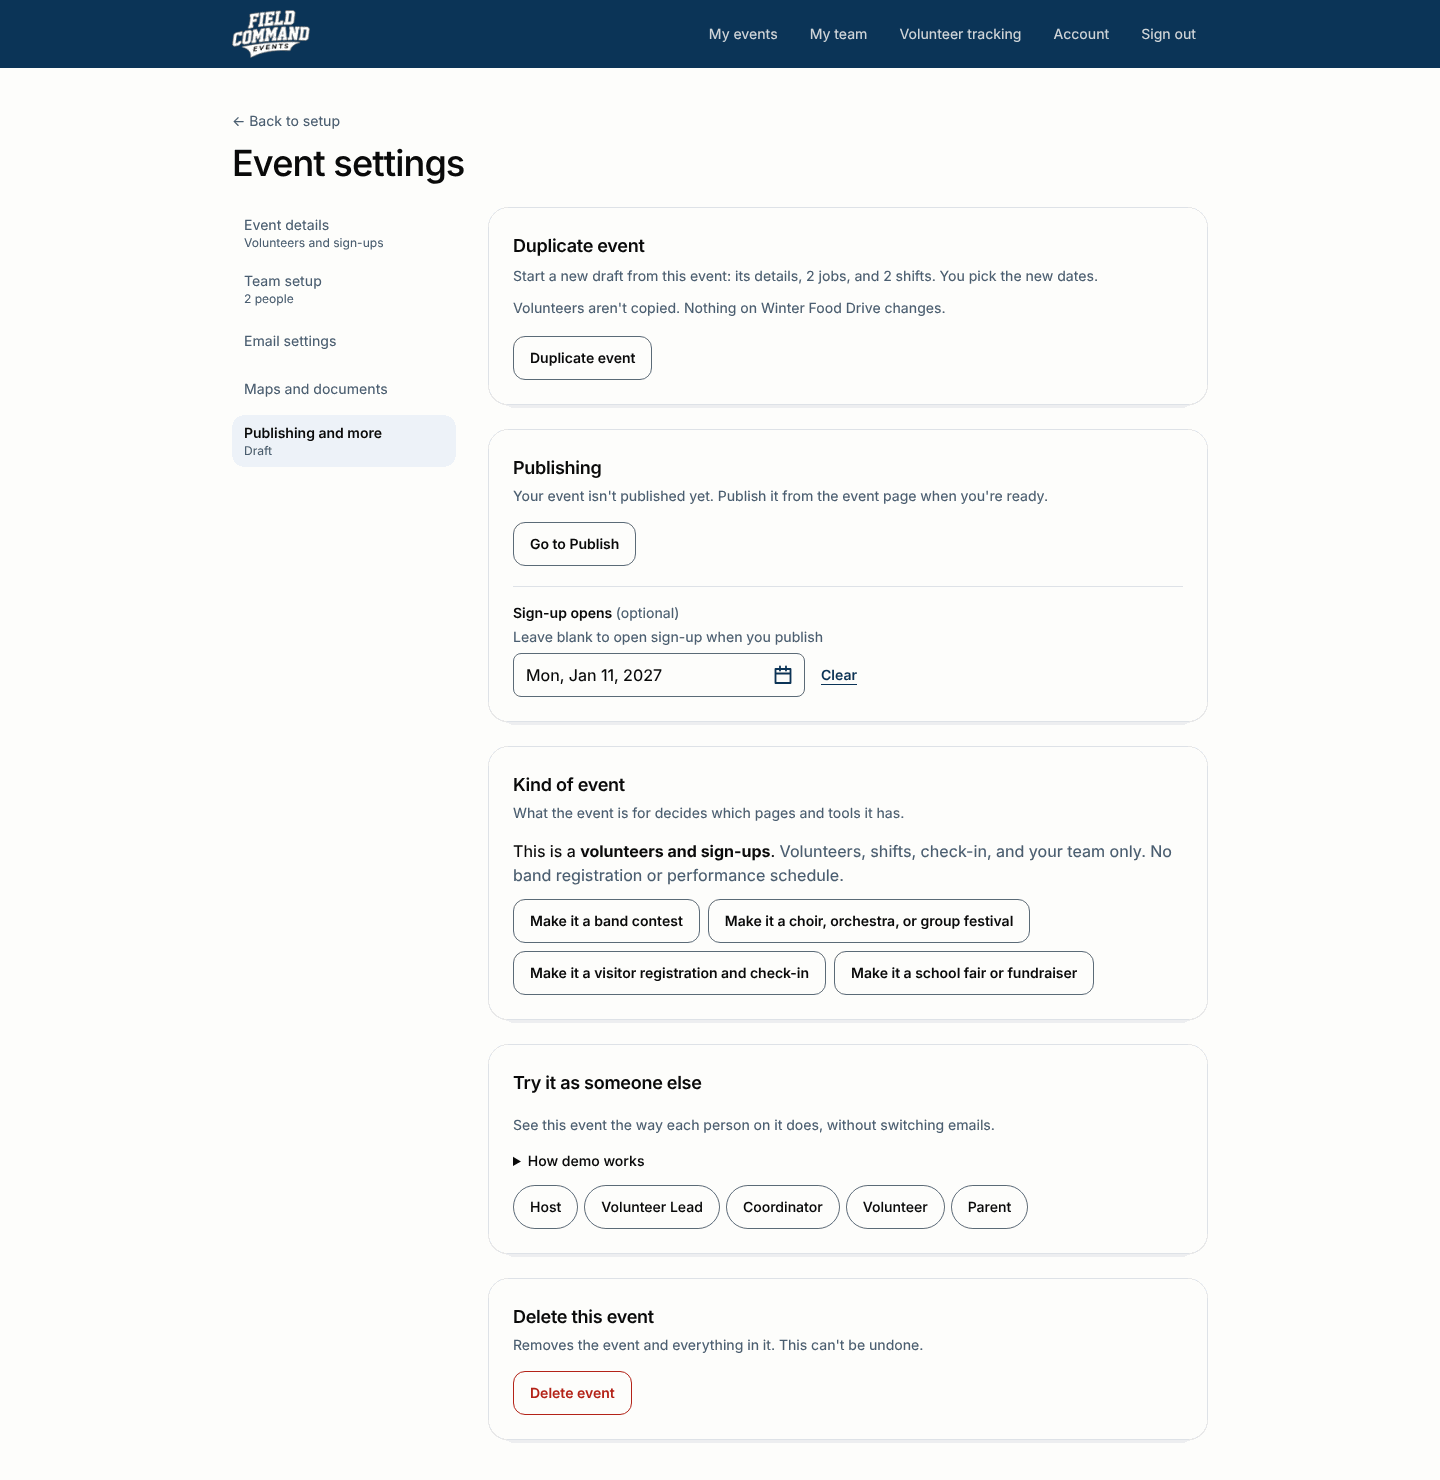 FIELD
COMMAND
EVENTS
My events
My team
Volunteer tracking
Account
Sign out
← Back to setup
Event settings
Event details
Volunteers and sign-ups
Team setup
2 people
Email settings
Maps and documents
Publishing and more
Draft
Duplicate event
Start a new draft from this event: its details, 2 jobs, and 2 shifts. You pick the new dates.
Volunteers aren't copied. Nothing on Winter Food Drive changes.
Duplicate event
Publishing
Your event isn't published yet. Publish it from the event page when you're ready.
Go to Publish
Sign-up opens (optional)
Leave blank to open sign-up when you publish
Mon, Jan 11, 2027
Clear
Kind of event
What the event is for decides which pages and tools it has.
This is a volunteers and sign-ups. Volunteers, shifts, check-in, and your team only. No
band registration or performance schedule.
Make it a band contest
Make it a choir, orchestra, or group festival
Make it a visitor registration and check-in
Make it a school fair or fundraiser
Try it as someone else
See this event the way each person on it does, without switching emails.
How demo works
Host
Volunteer Lead
Coordinator
Volunteer
Parent
Delete this event
Removes the event and everything in it. This can't be undone.
Delete event